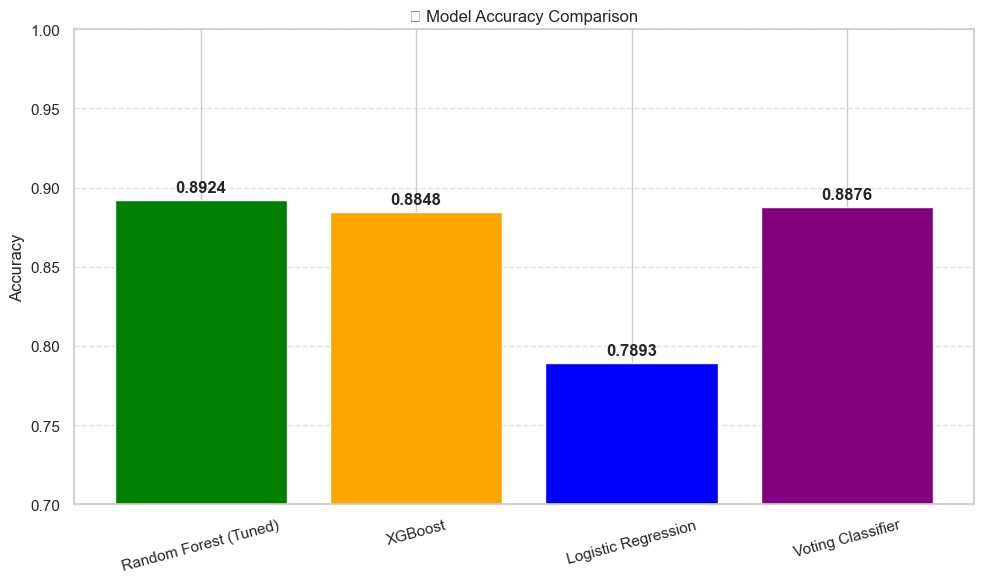 Model Accuracy Comparison
1.00
0.95
0.90
0.85
0.80
0.75
0.70
Accuracy
0.8924
0.8848
0.7893
0.8876
Random Forest (Tuned)
XGBoost
Logistic Regression
Voting Classifier